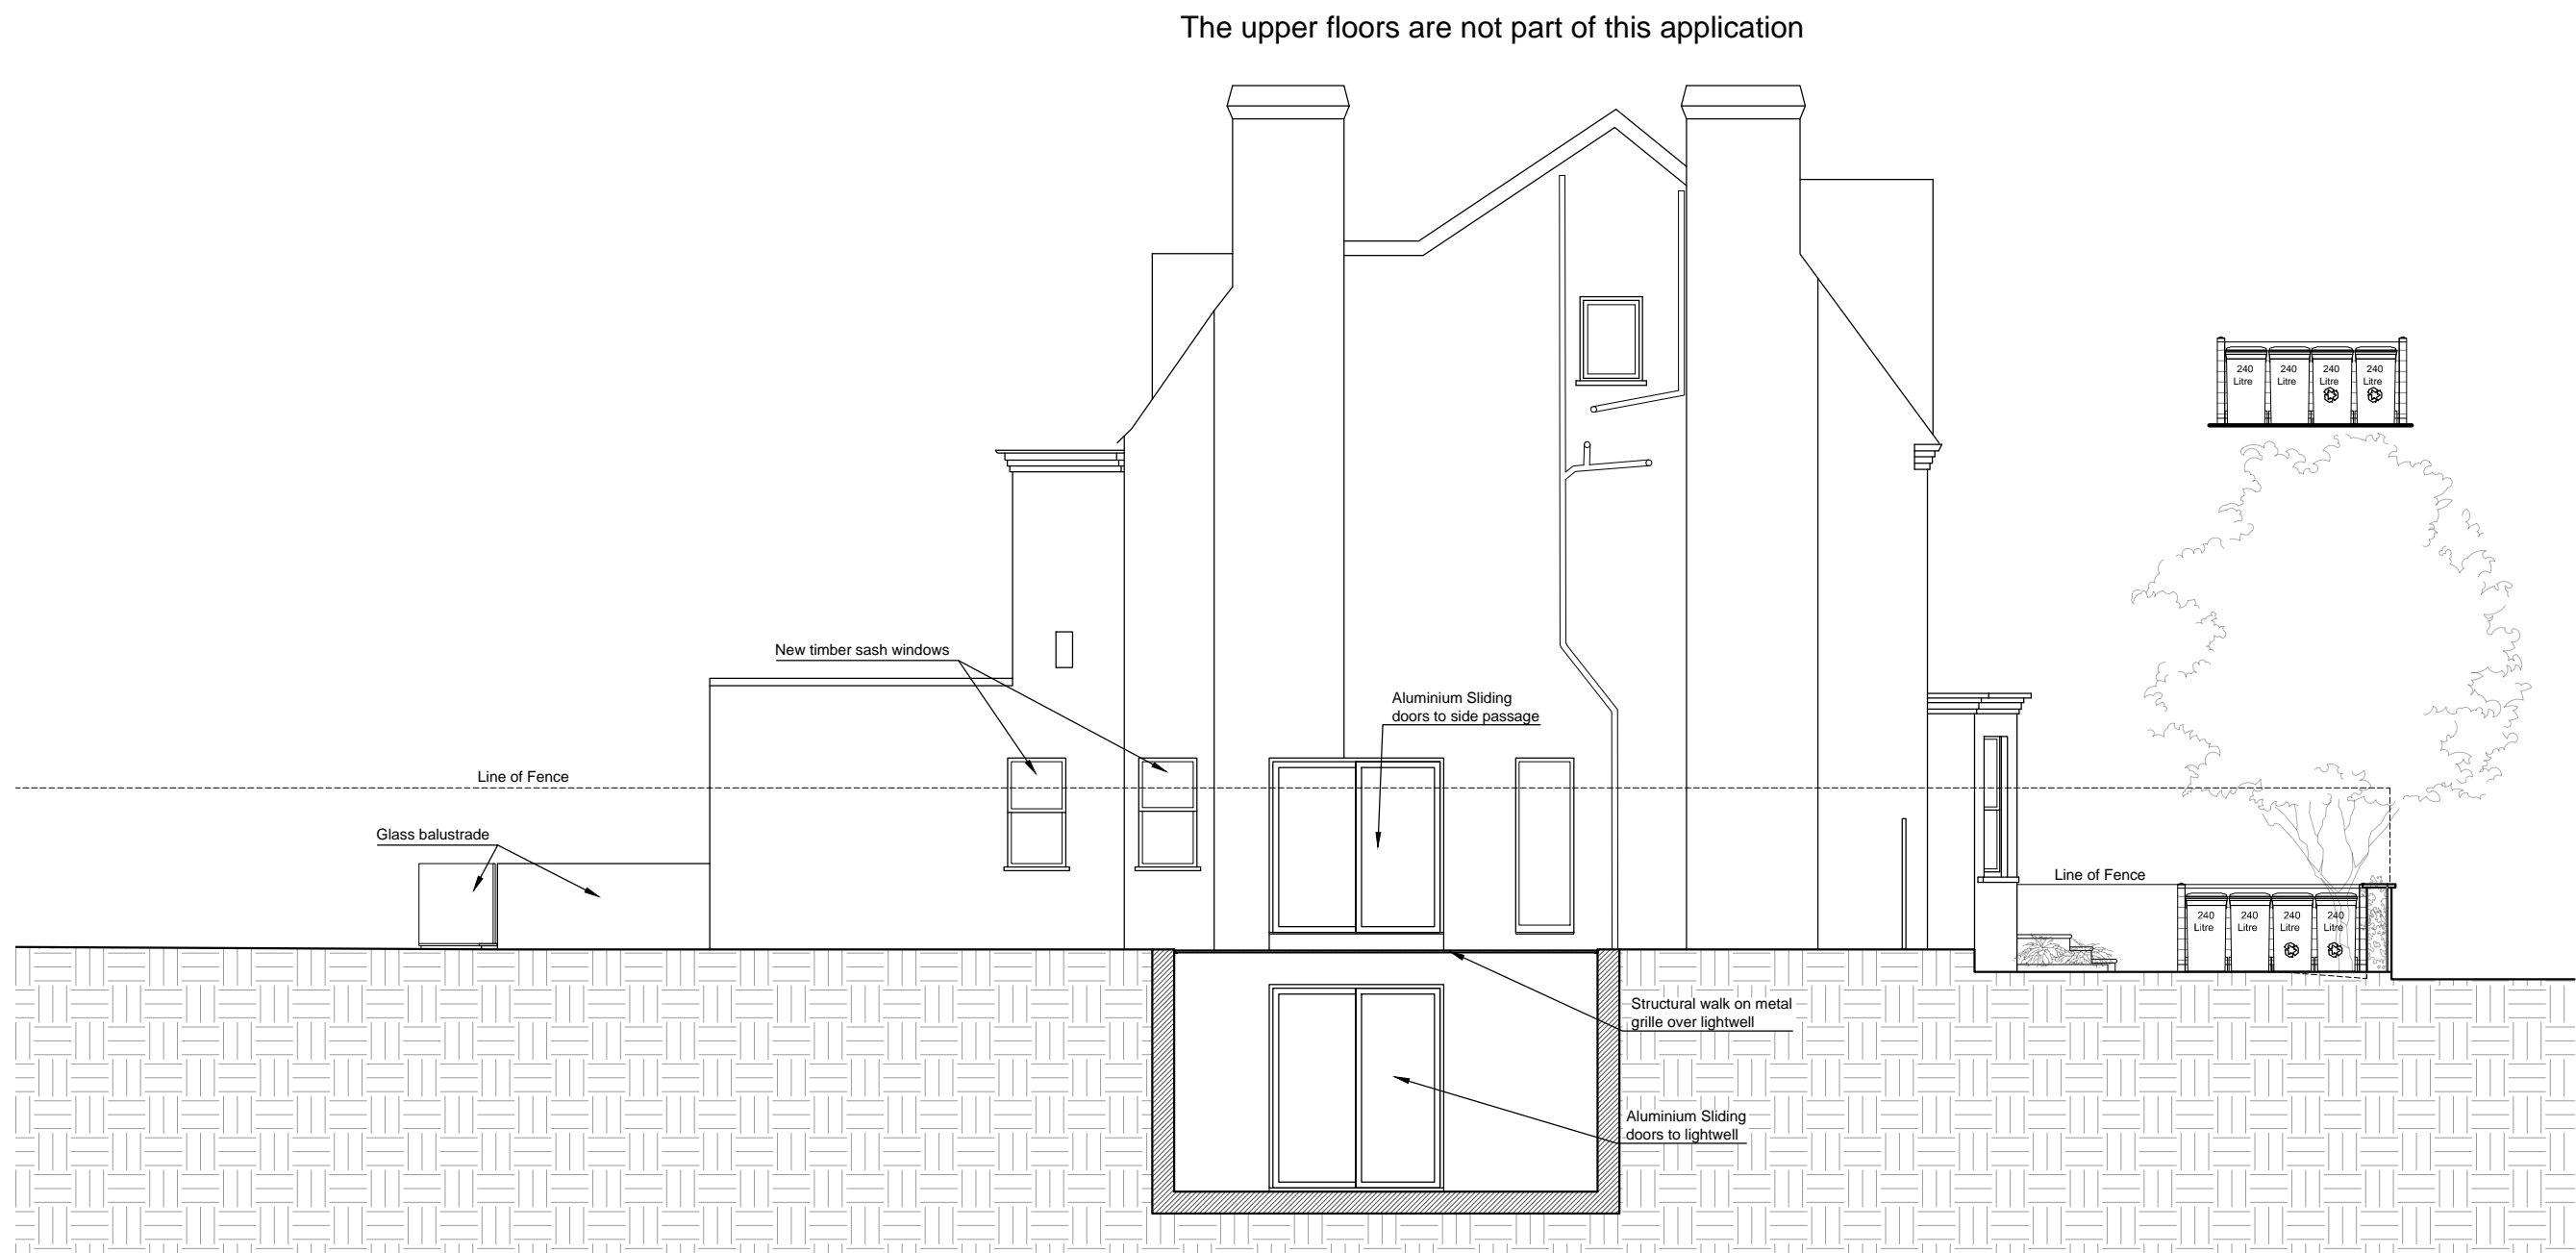 The upper floors are not part of this application
240 240 240 240
Litre Litre Litre Litre
New timber sash windows
Aluminium Sliding
doors to side passage
Line of Fence
Glass balustrade
Line of Fence
240 240 240 240
Litre Litre Litre Litre
Structural walk on metal
grille over lightwell
Aluminium Sliding
doors to lightwell